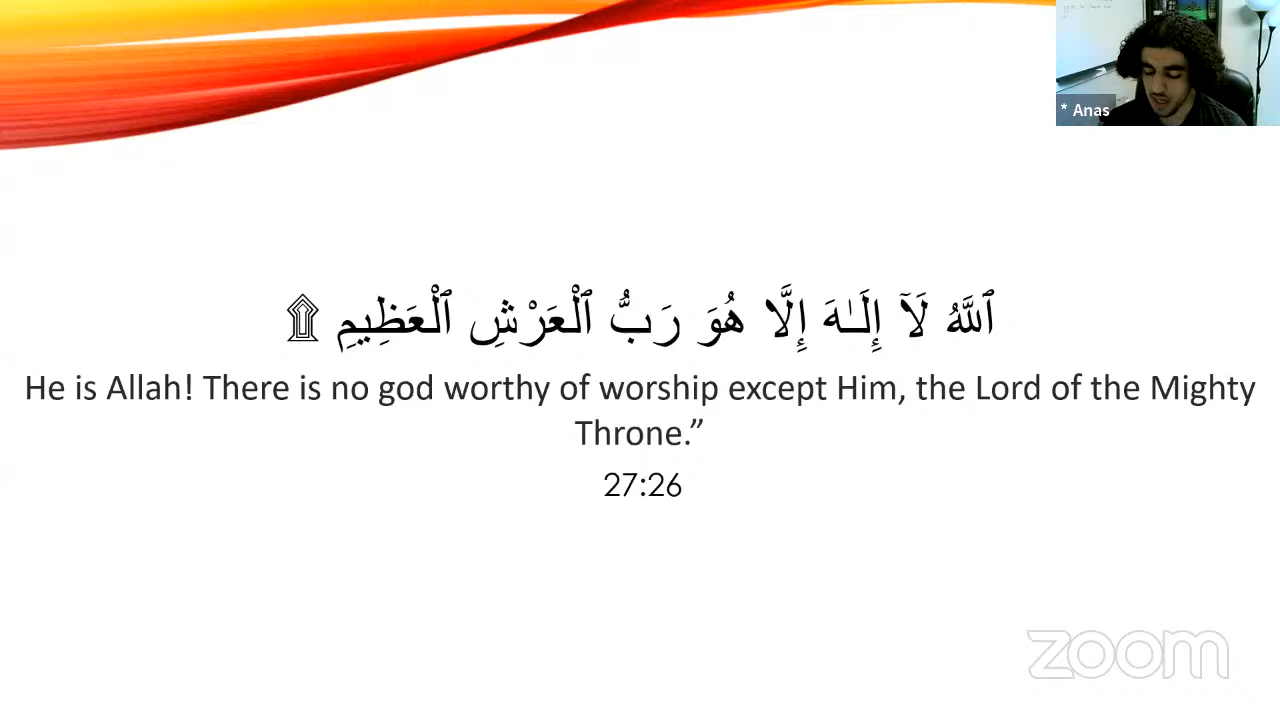 * Anas
ٱللَّهُ لَآ إِلَـٰهَ إِلَّا هُوَ رَبُّ ٱلْعَرْشِ ٱلْعَظِيمِ ۩
He is Allah! There is no god worthy of worship except Him, the Lord of the Mighty
Throne.”
27:26
zoom